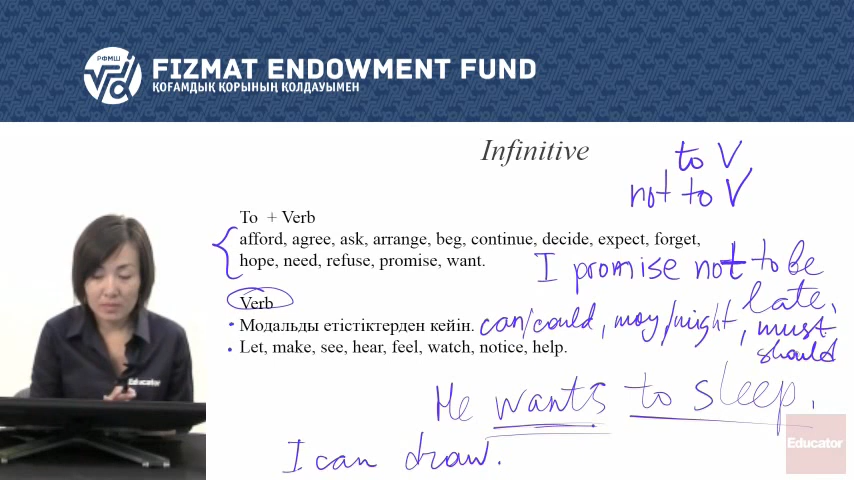 РФМШ
FIZMAT ENDOWMENT FUND
ҚОҒАМДЫҚ ҚОРЫНЫҢ ҚОЛДАУЫМЕН
Infinitive
to V
not to V
To + Verb
afford, agree, ask, arrange, beg, continue, decide, expect, forget,
hope, need, refuse, promise, want.
I promise not to be
late.
Verb
Модальды етістіктерден кейін.
can/could, may/might, must
should
Let, make, see, hear, feel, watch, notice, help.
He wants to sleep.
I can draw.
Educator
Educator